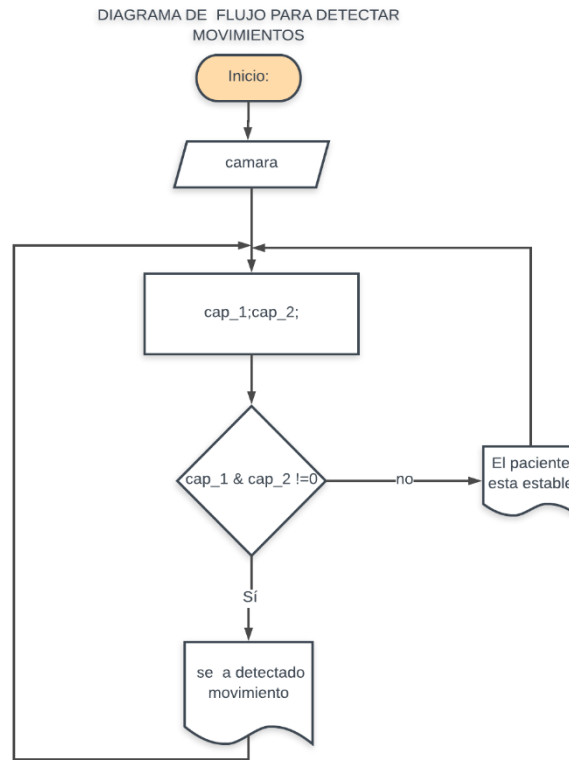 DIAGRAMA DE FLUJO PARA DETECTAR
MOVIMIENTOS
Inicio:
camara
cap_1;cap_2;
cap_1 & cap_2 !=0
no
El paciente
esta estable
Sí
se a detectado
movimiento